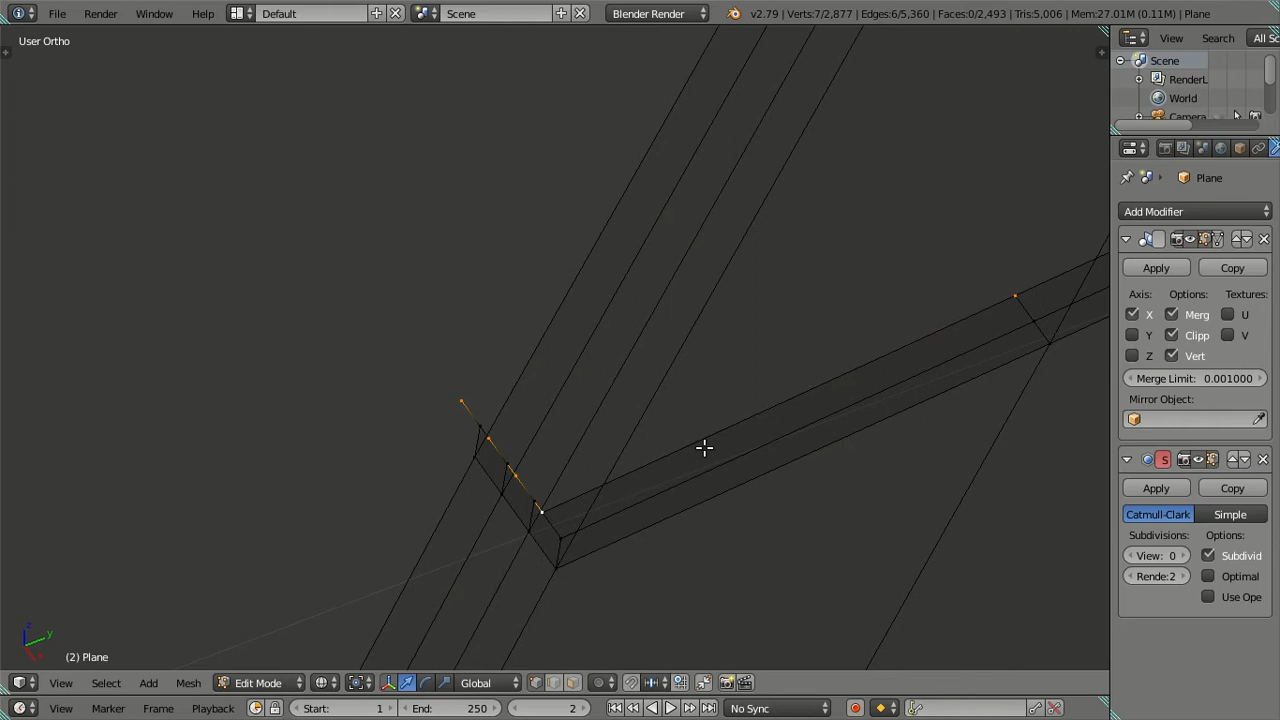 File Render Window Help Default Scene Blender Render v2.79 | Verts:7/2,877 | Edges:6/5,360 | Faces:0/2,493 | Tris:5,006 | Mem:27.01M (0.11M) | Plane
User Ortho
View Search All Sc
Scene
RenderL
World
Camera
Plane
Add Modifier
Apply Copy
Axis: Options: Textures:
X Merg U
Y Clipp V
Z Vert
Merge Limit: 0.001000
Mirror Object:
S
Apply Copy
Catmull-Clark Simple
Subdivisions: Options:
View: 0 Subdivid
Rende:2 Optimal
Use Ope
z y x
(2) Plane
View Select Add Mesh Edit Mode Global
View Marker Frame Playback Start: 1 End: 250 2 No Sync